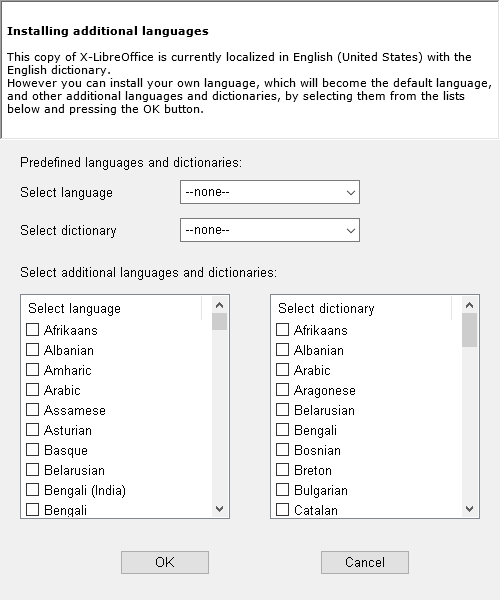 Installing additional languages
This copy of X-LibreOffice is currently localized in English (United States) with the
English dictionary.
However you can install your own language, which will become the default language,
and other additional languages and dictionaries, by selecting them from the lists
below and pressing the OK button.
Predefined languages and dictionaries:
Select language
--none--
Select dictionary
--none--
Select additional languages and dictionaries:
Select language
Afrikaans
Albanian
Amharic
Arabic
Assamese
Asturian
Basque
Belarusian
Bengali (India)
Bengali
Select dictionary
Afrikaans
Albanian
Arabic
Aragonese
Belarusian
Bengali
Bosnian
Breton
Bulgarian
Catalan
OK
Cancel